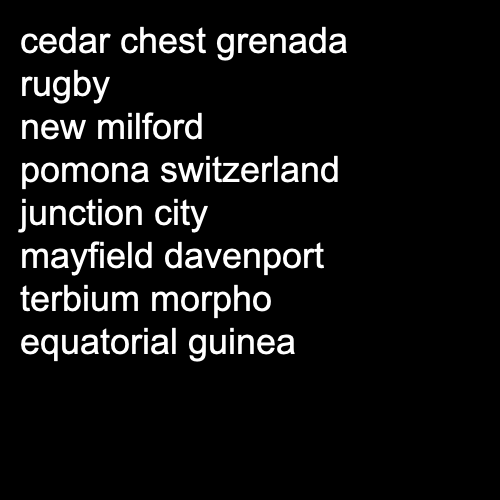 cedar chest grenada
rugby
new milford
pomona switzerland
junction city
mayfield davenport
terbium morpho
equatorial guinea